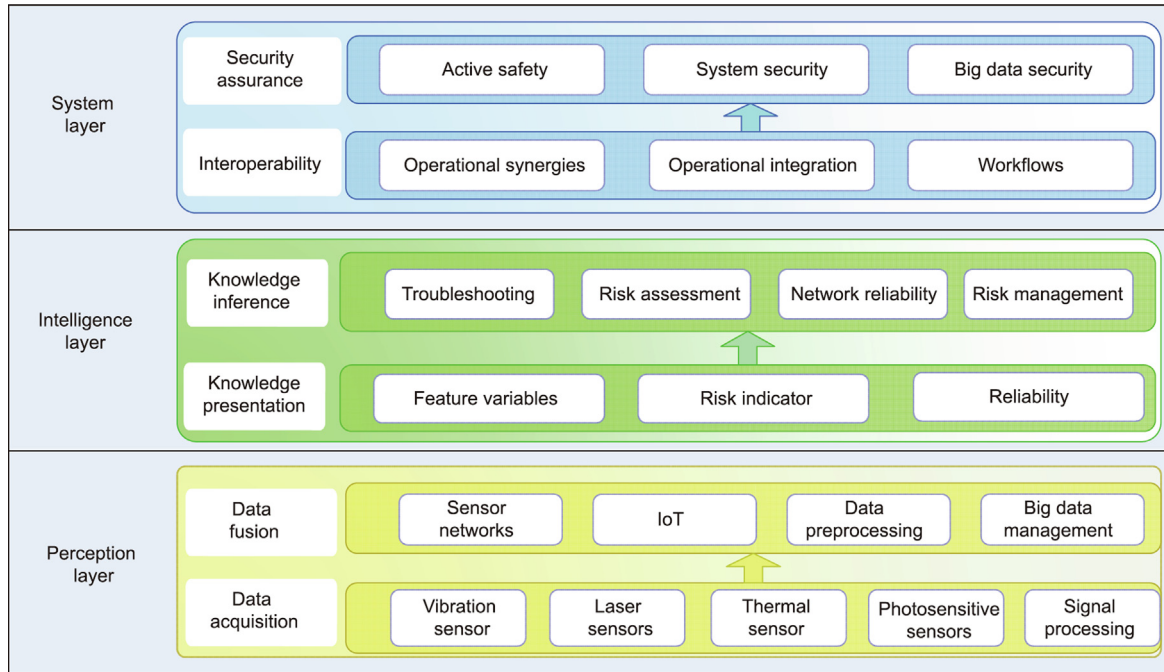 System
layer
Security
assurance
Active safety
System security
Big data security
Interoperability
Operational synergies
Operational integration
Workflows
Intelligence
layer
Knowledge
inference
Troubleshooting
Risk assessment
Network reliability
Risk management
Knowledge
presentation
Feature variables
Risk indicator
Reliability
Perception
layer
Data
fusion
Sensor
networks
IoT
Data
preprocessing
Big data
management
Data
acquisition
Vibration
sensor
Laser
sensors
Thermal
sensor
Photosensitive
sensors
Signal
processing